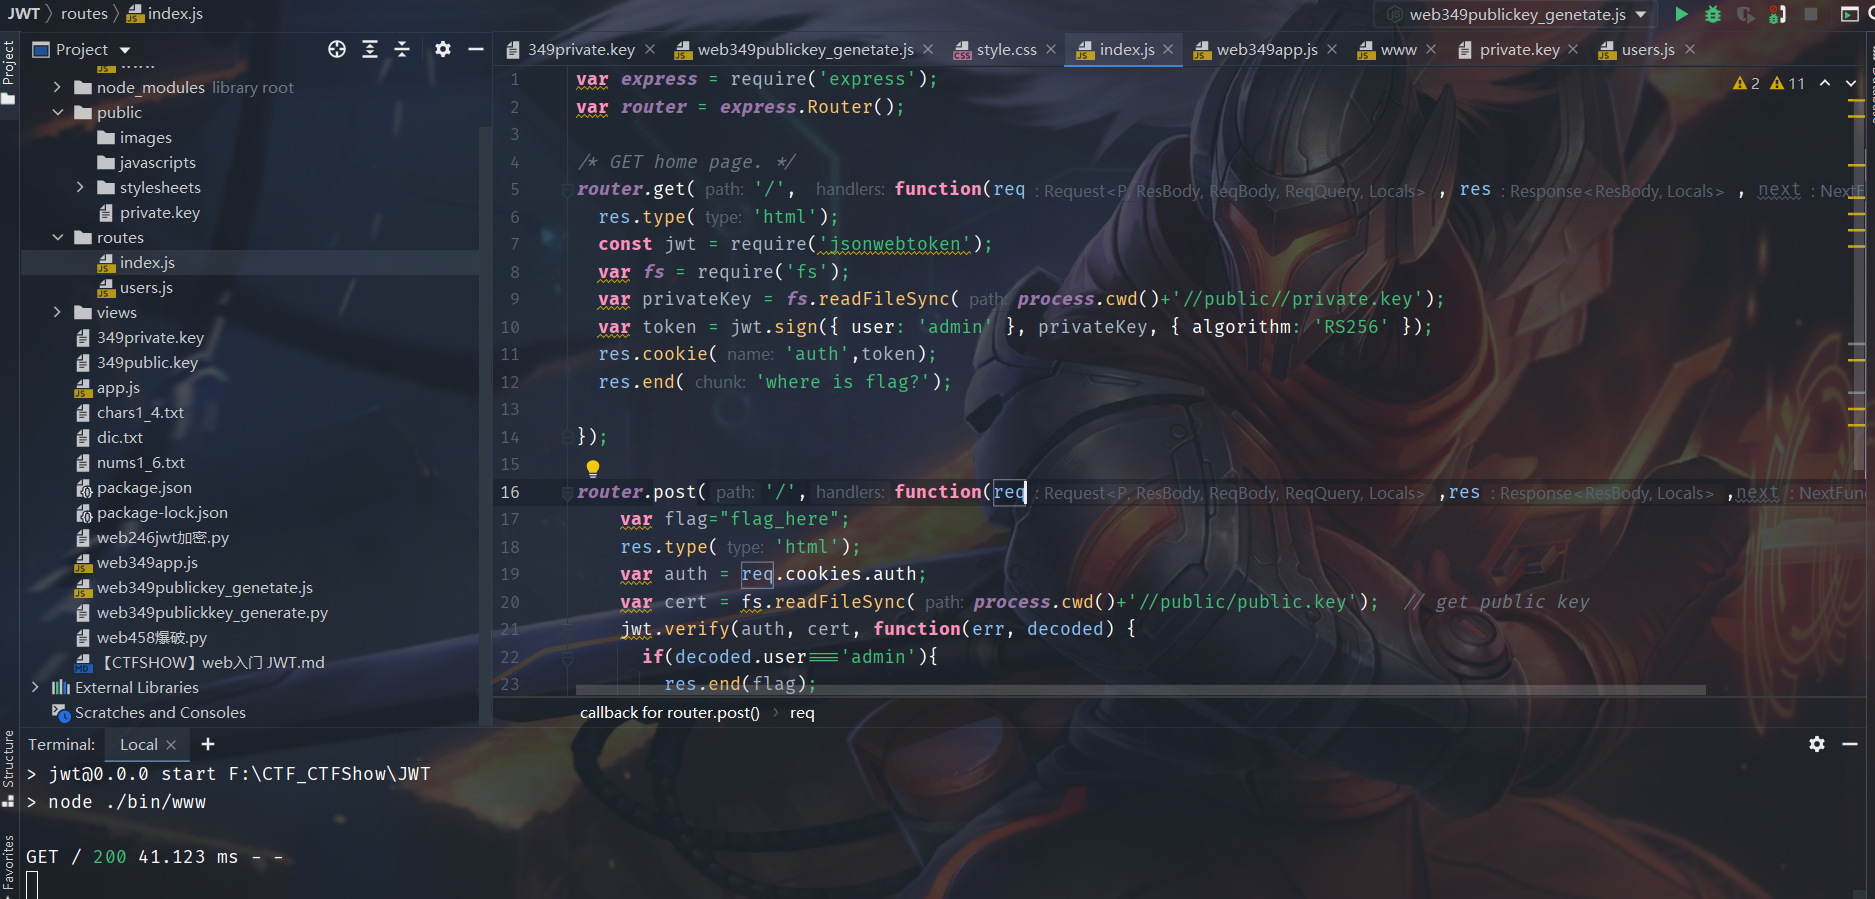 JWT 〉 routes 〉 index.js
web349publickey_genetate.js
Project
349private.key
web349publickey_genetate.js
style.css
index.js
web349app.js
www
private.key
users.js
Project
www
node_modules library root
public
images
javascripts
stylesheets
private.key
routes
index.js
users.js
views
349private.key
349public.key
app.js
chars1_4.txt
dic.txt
nums1_6.txt
package.json
package-lock.json
web246jwt加密.py
web349app.js
web349publickey_genetate.js
web349publickkey_generate.py
web458爆破.py
【CTFSHOW】web入门 JWT.md
External Libraries
Scratches and Consoles
2 11
1 var express = require('express');
2 var router = express.Router();
3
4 /* GET home page. */
5 router.get( path: '/', handlers: function(req : Request<P, ResBody, ReqBody, ReqQuery, Locals> , res : Response<ResBody, Locals> , next : NextF
6 res.type( type: 'html');
7 const jwt = require('jsonwebtoken');
8 var fs = require('fs');
9 var privateKey = fs.readFileSync( path: process.cwd()+'//public//private.key');
10 var token = jwt.sign({ user: 'admin' }, privateKey, { algorithm: 'RS256' });
11 res.cookie( name: 'auth',token);
12 res.end( chunk: 'where is flag?');
13
14 });
15
16 router.post( path: '/', handlers: function(req : Request<P, ResBody, ReqBody, ReqQuery, Locals> ,res : Response<ResBody, Locals> ,next : NextFunc
17 var flag="flag_here";
18 res.type( type: 'html');
19 var auth = req.cookies.auth;
20 var cert = fs.readFileSync( path: process.cwd()+'//public/public.key'); // get public key
21 jwt.verify(auth, cert, function(err, decoded) {
22 if(decoded.user==='admin'){
23 res.end(flag);
callback for router.post() 〉 req
Structure
Favorites
Terminal: Local +
> jwt@0.0.0 start F:\CTF_CTFShow\JWT
> node ./bin/www
GET / 200 41.123 ms - -